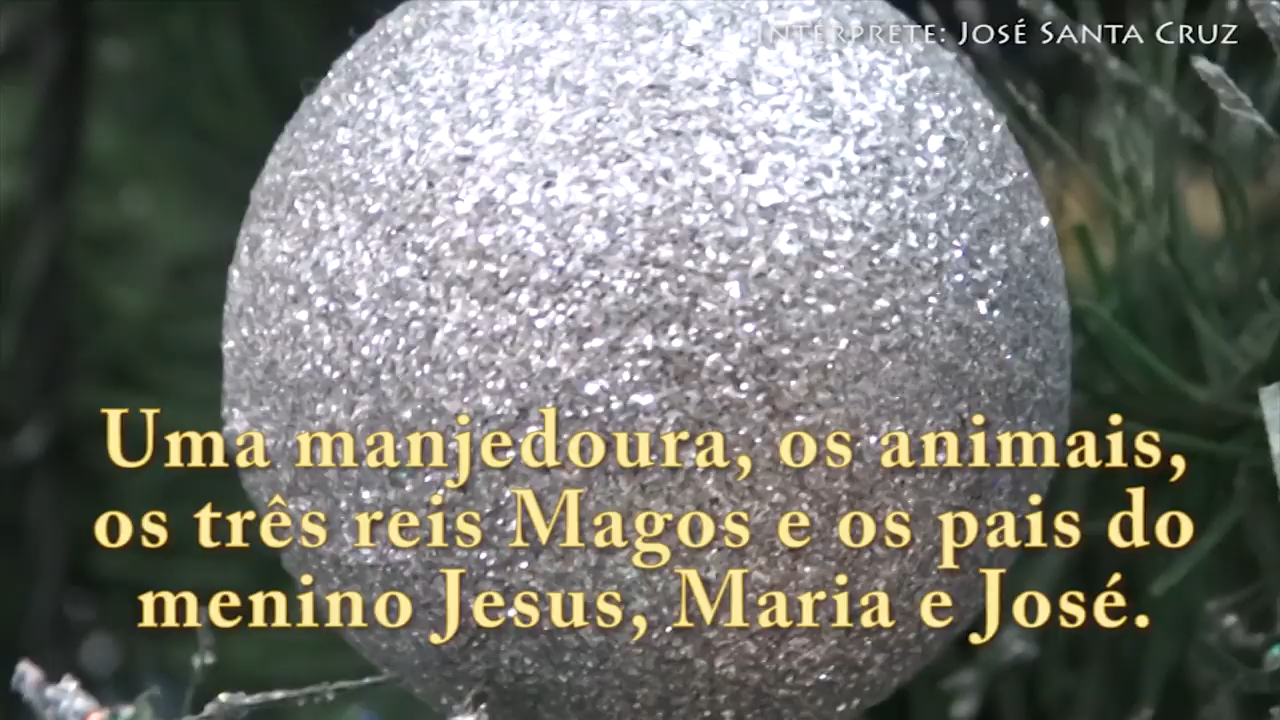 INTÉRPRETE: JOSÉ SANTA CRUZ
Uma manjedoura, os animais,
os três reis Magos e os pais do
menino Jesus, Maria e José.